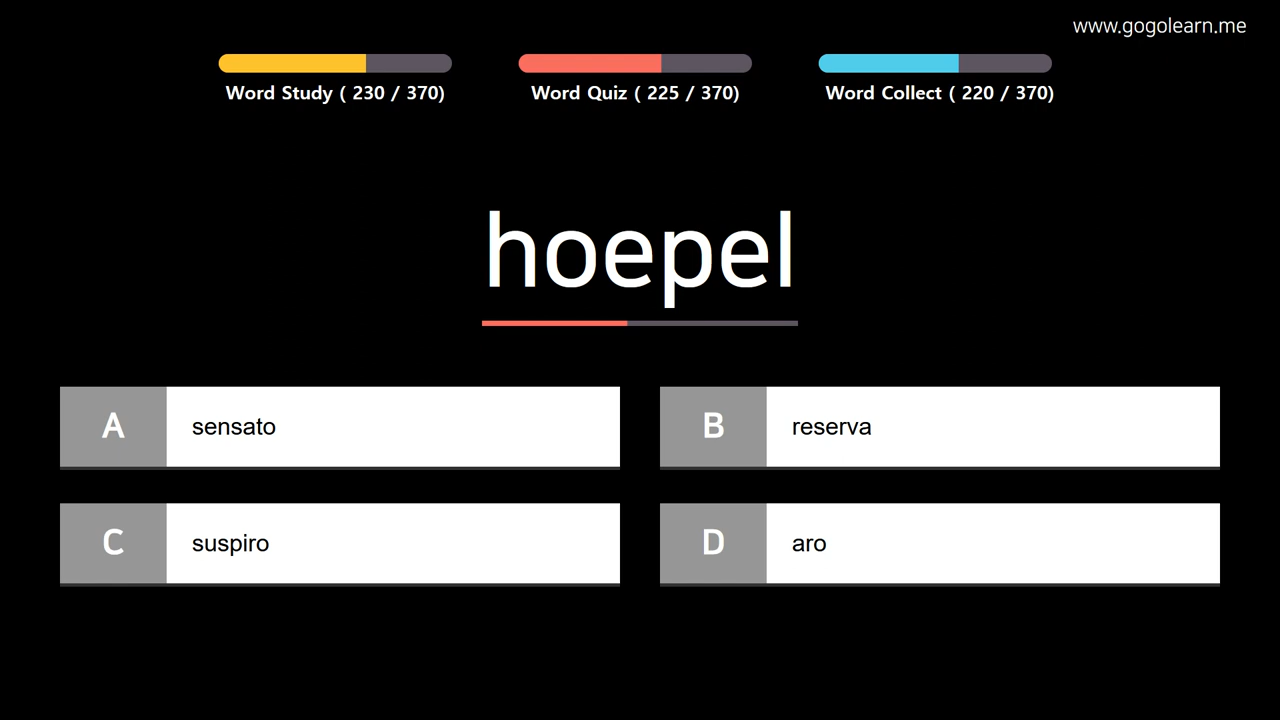 www.gogolearn.me
Word Study ( 230 / 370)
Word Quiz ( 225 / 370)
Word Collect ( 220 / 370)
hoepel
A
sensato
B
reserva
C
suspiro
D
aro